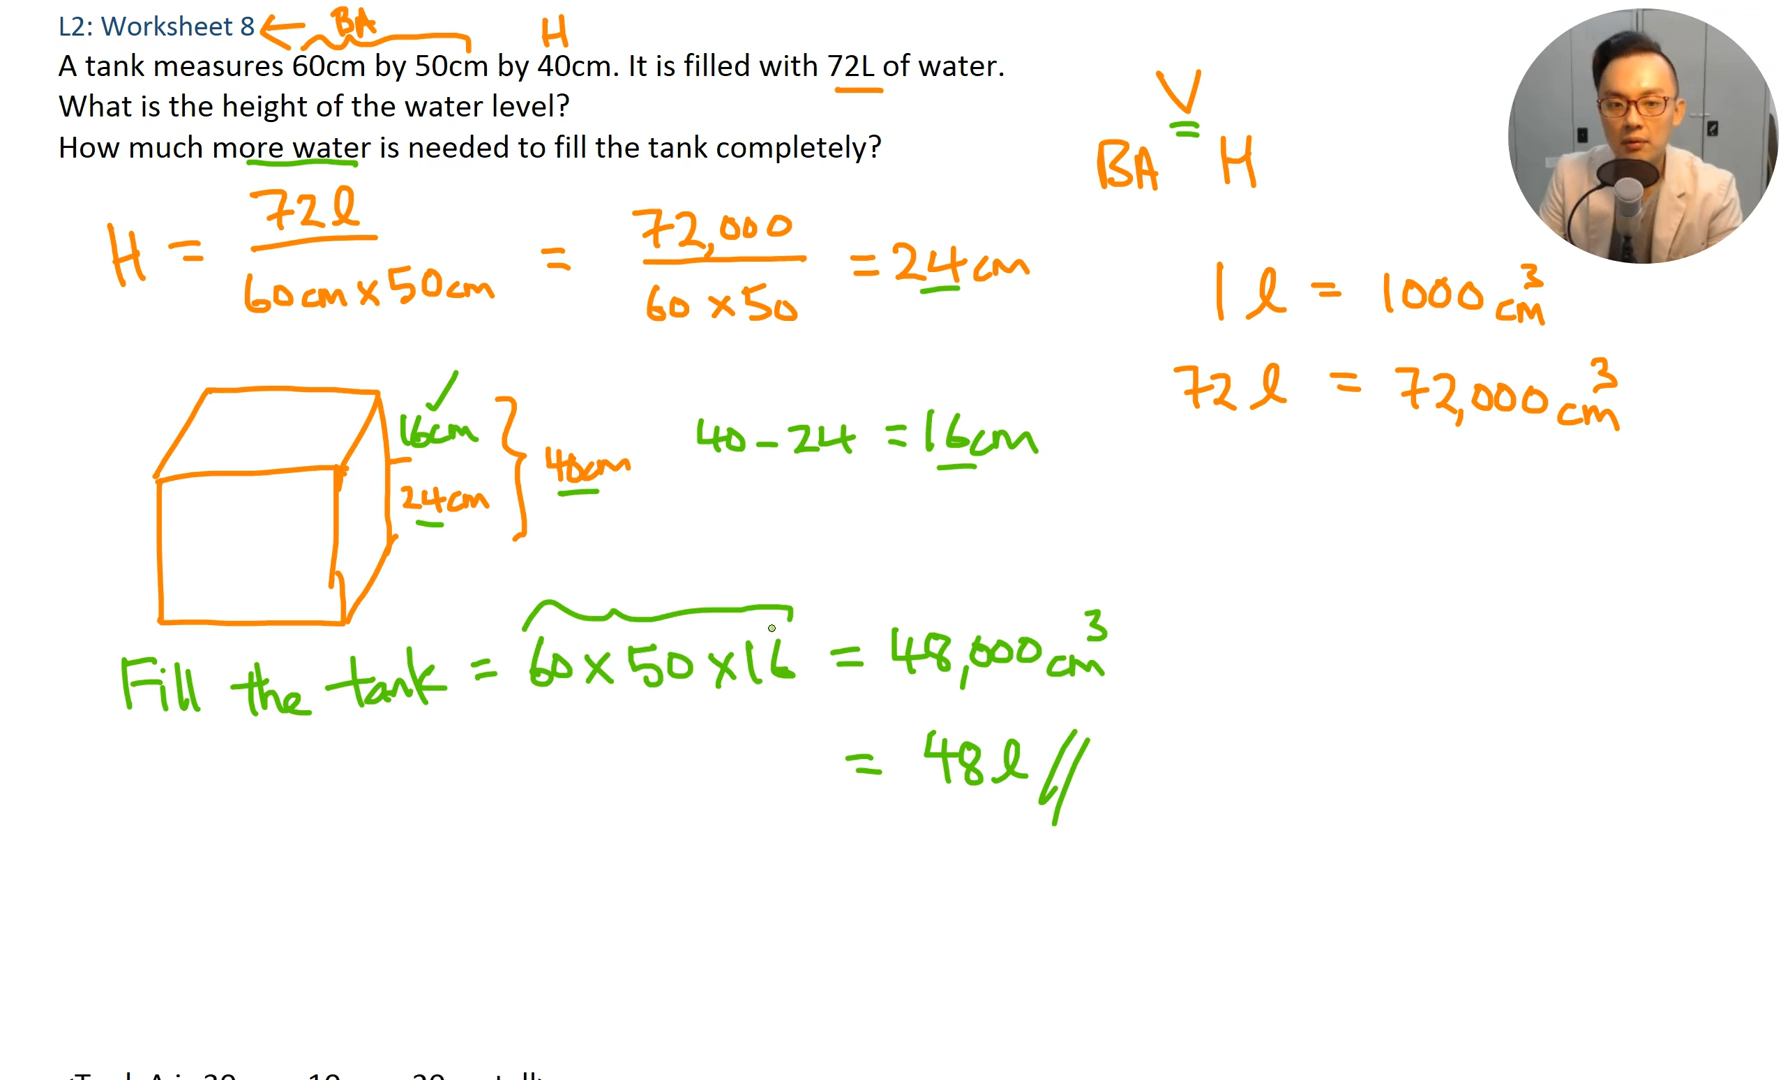 L2: Worksheet 8
BA
H
A tank measures 60cm by 50cm by 40cm. It is filled with 72L of water.
What is the height of the water level?
How much more water is needed to fill the tank completely?
V
=
BA H
H = 72l / 60cm x 50cm = 72,000 / 60 x 50 = 24cm
1l = 1000cm³
72l = 72,000cm³
16cm
24cm
40cm
40 - 24 = 16cm
Fill the tank = 60 x 50 x 16 = 48,000cm³
= 48l